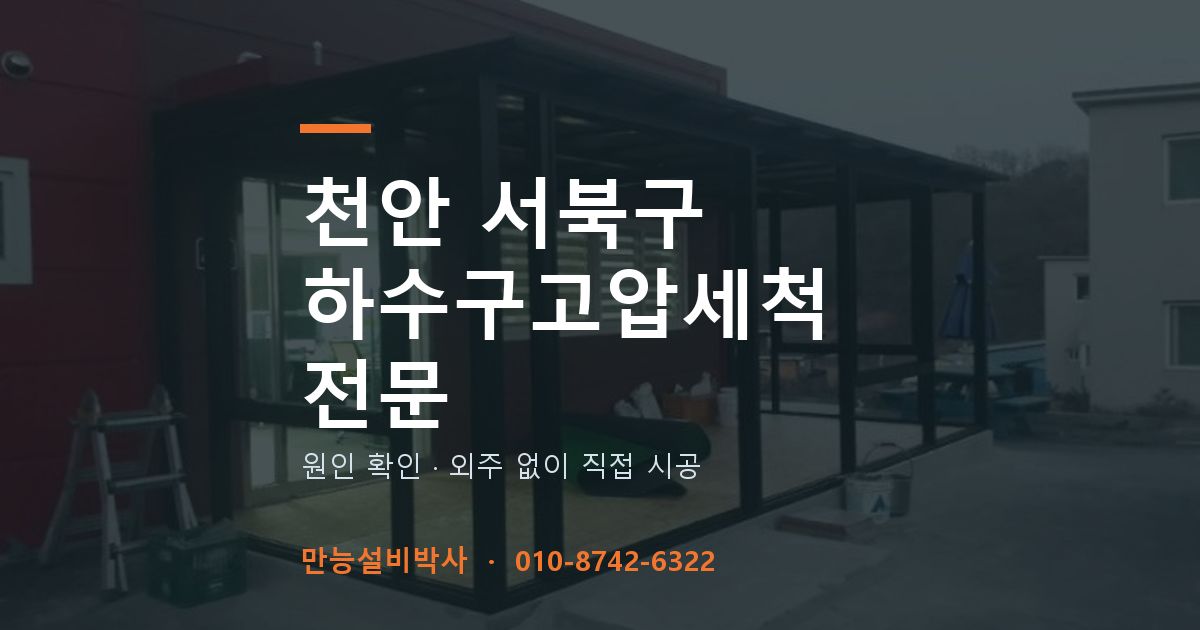 천안 서북구
하수구고압세척
전문
원인 확인 · 외주 없이 직접 시공
만능설비박사 · 010-8742-6322